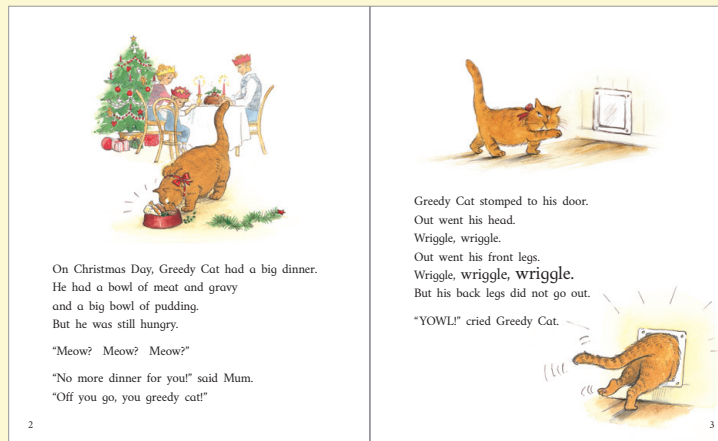 On Christmas Day, Greedy Cat had a big dinner.
He had a bowl of meat and gravy
and a big bowl of pudding.
But he was still hungry.
“Meow? Meow? Meow?”
“No more dinner for you!” said Mum.
“Off you go, you greedy cat!”
2
Greedy Cat stomped to his door.
Out went his head.
Wriggle, wriggle.
Out went his front legs.
Wriggle, wriggle, wriggle.
But his back legs did not go out.
“YOWL!” cried Greedy Cat.
3